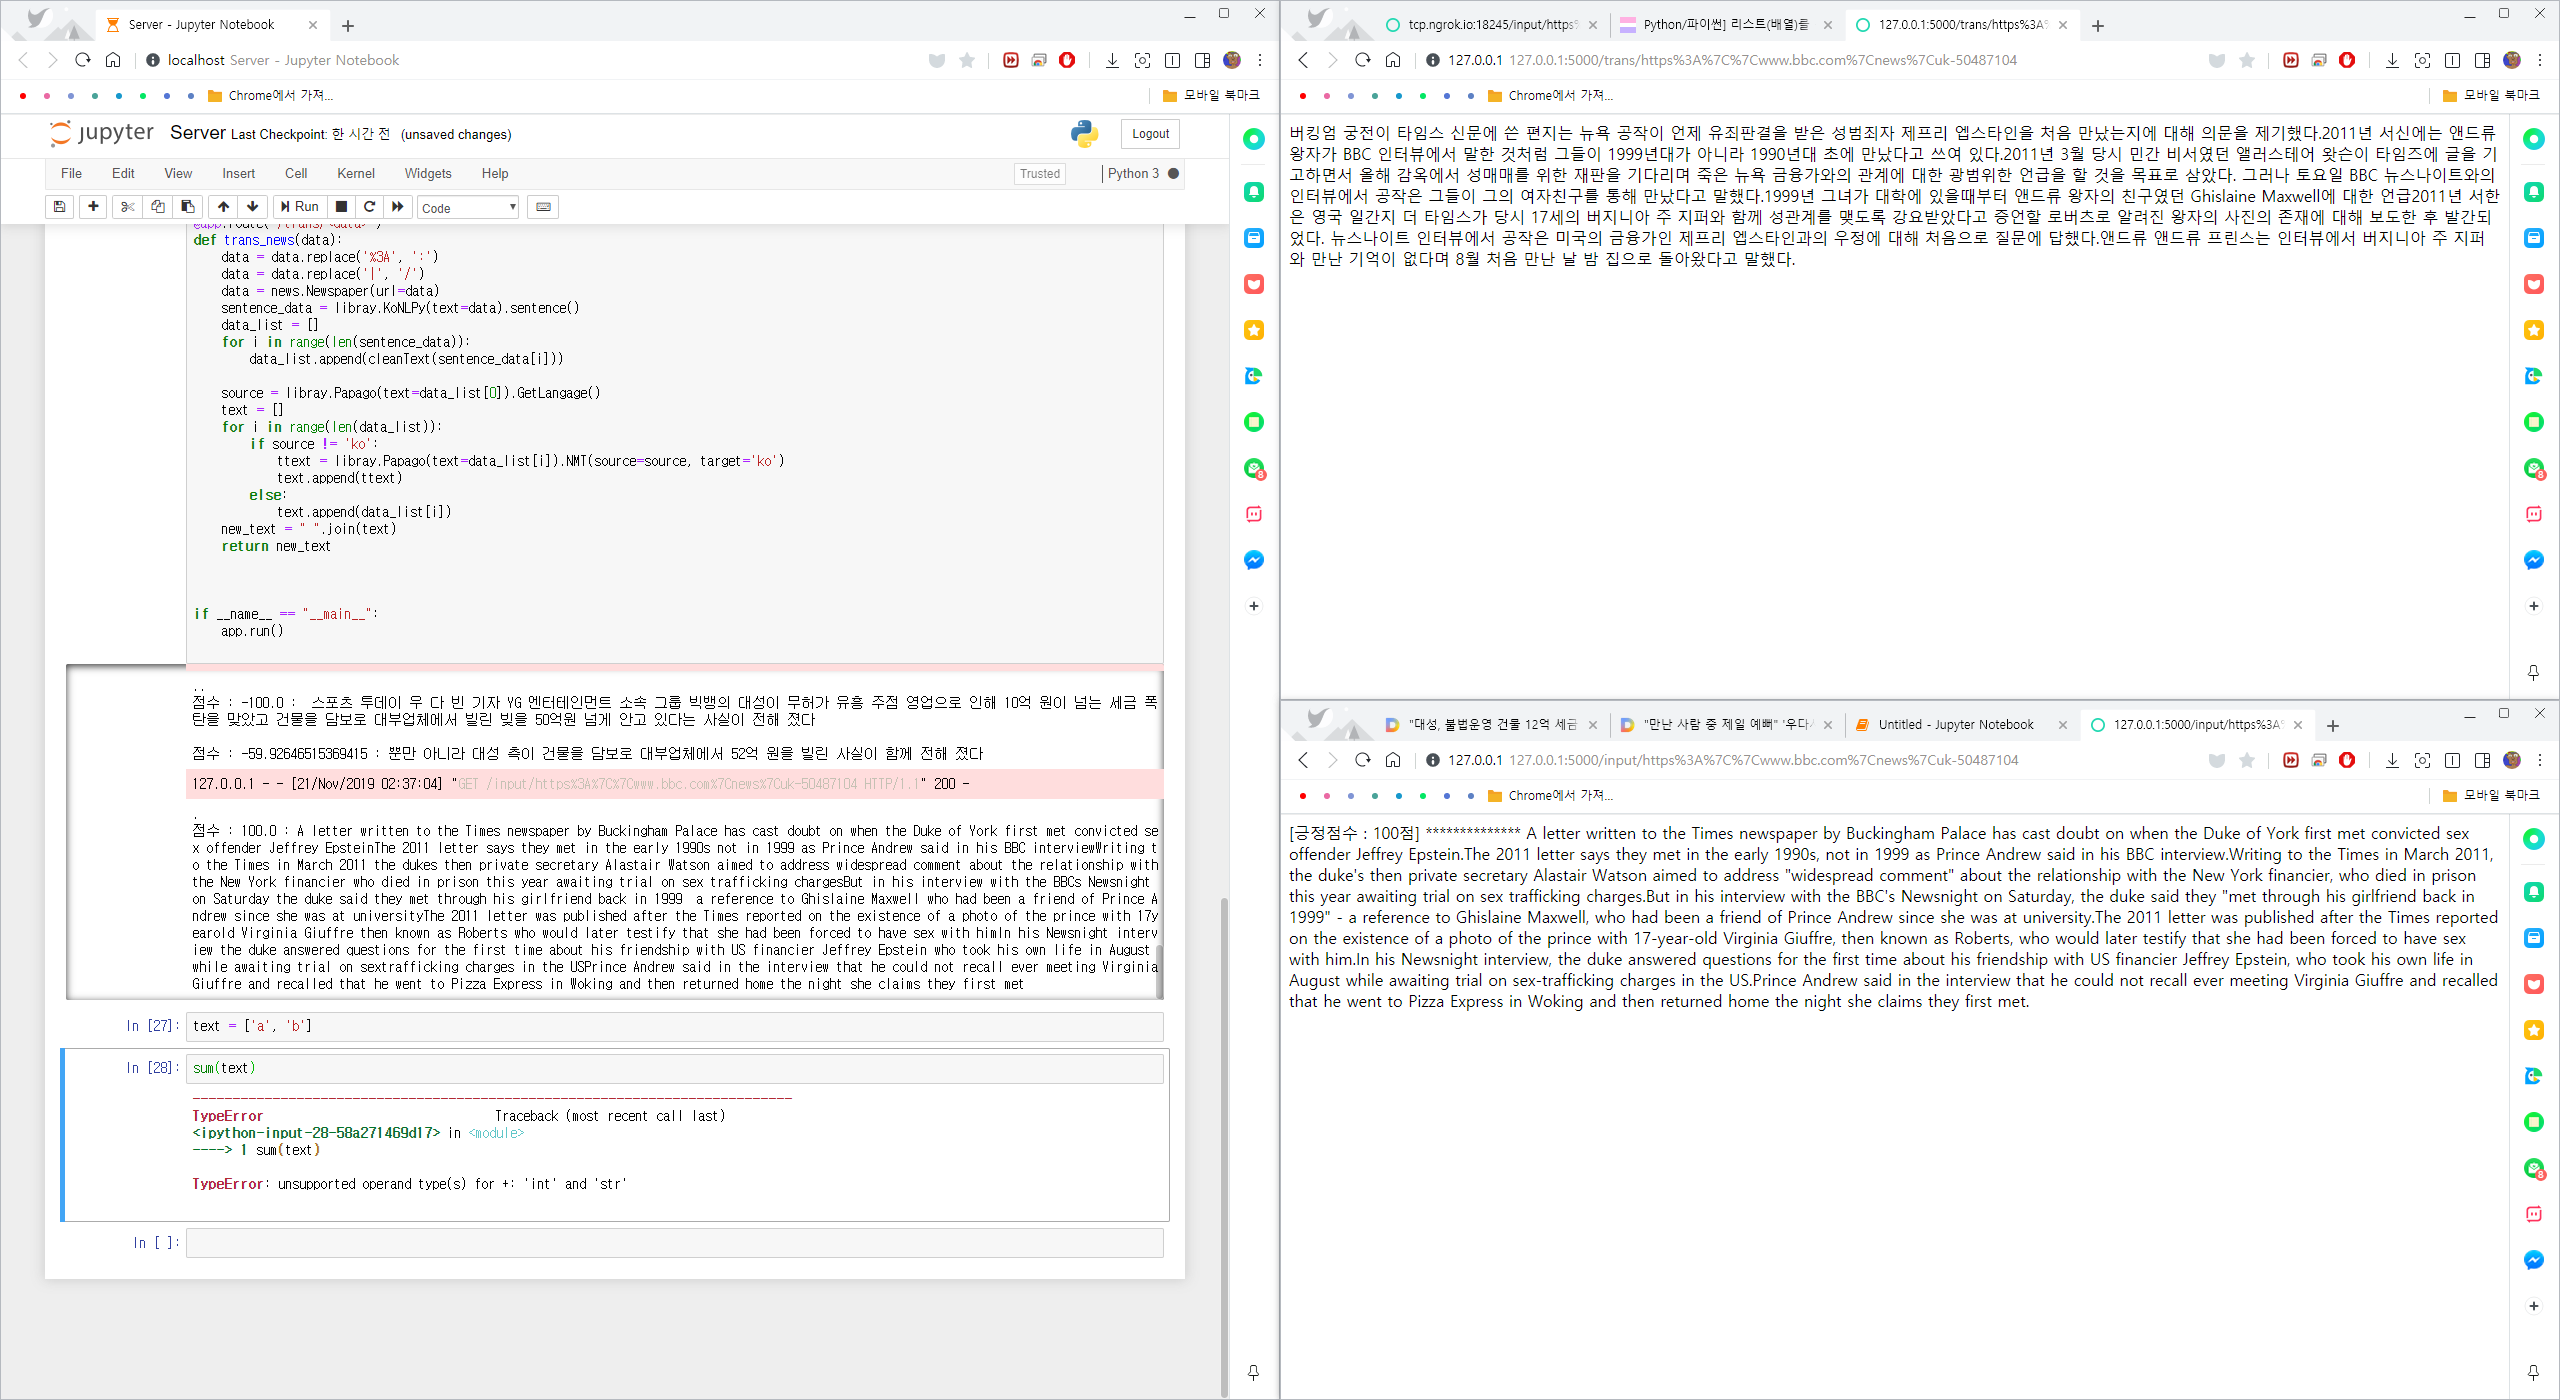 Server - Jupyter Notebook
localhost Server - Jupyter Notebook
Chrome에서 가져...
모바일 북마크
jupyter Server Last Checkpoint: 한 시간 전 (unsaved changes)
Logout
File Edit View Insert Cell Kernel Widgets Help
Trusted
Python 3
Run
Code
@app.route('/trans/<data>')
def trans_news(data):
data = data.replace('%3A', ':')
data = data.replace('|', '/')
data = news.Newspaper(url=data)
sentence_data = libray.KoNLPy(text=data).sentence()
data_list = []
for i in range(len(sentence_data)):
data_list.append(cleanText(sentence_data[i]))
source = libray.Papago(text=data_list[0]).GetLangage()
text = []
for i in range(len(data_list)):
if source != 'ko':
ttext = libray.Papago(text=data_list[i]).NMT(source=source, target='ko')
text.append(ttext)
else:
text.append(data_list[i])
new_text = " ".join(text)
return new_text
if __name__ == "__main__":
app.run()
..
점수 : -100.0 :  스포츠 투데이 우 다 빈 기자 YG 엔터테인먼트 소속 그룹 빅뱅의 대성이 무허가 유흥 주점 영업으로 인해 10억 원이 넘는 세금 폭
탄을 맞았고 건물을 담보로 대부업체에서 빌린 빚을 50억원 넘게 안고 있다는 사실이 전해 졌다
점수 : -59.92646515369415 : 뿐만 아니라 대성 측이 건물을 담보로 대부업체에서 52억 원을 빌린 사실이 함께 전해 졌다
127.0.0.1 - - [21/Nov/2019 02:37:04] "GET /input/https%3A%7C%7Cwww.bbc.com%7Cnews%7Cuk-50487104 HTTP/1.1" 200 -
.
점수 : 100.0 : A letter written to the Times newspaper by Buckingham Palace has cast doubt on when the Duke of York first met convicted se
x offender Jeffrey EpsteinThe 2011 letter says they met in the early 1990s not in 1999 as Prince Andrew said in his BBC interviewWriting t
o the Times in March 2011 the dukes then private secretary Alastair Watson aimed to address widespread comment about the relationship with
the New York financier who died in prison this year awaiting trial on sex trafficking chargesBut in his interview with the BBCs Newsnight
on Saturday the duke said they met through his girlfriend back in 1999  a reference to Ghislaine Maxwell who had been a friend of Prince A
ndrew since she was at universityThe 2011 letter was published after the Times reported on the existence of a photo of the prince with 17y
earold Virginia Giuffre then known as Roberts who would later testify that she had been forced to have sex with himIn his Newsnight interv
iew the duke answered questions for the first time about his friendship with US financier Jeffrey Epstein who took his own life in August
while awaiting trial on sextrafficking charges in the USPrince Andrew said in the interview that he could not recall ever meeting Virginia
Giuffre and recalled that he went to Pizza Express in Woking and then returned home the night she claims they first met
In [27]: text = ['a', 'b']
In [28]: sum(text)
---------------------------------------------------------------------------
TypeError Traceback (most recent call last)
<ipython-input-28-58a271469d17> in <module>
----> 1 sum(text)
TypeError: unsupported operand type(s) for +: 'int' and 'str'
In [ ]:
tcp.ngrok.io:18245/input/https%
Python/파이썬] 리스트(배열)를
127.0.0.1:5000/trans/https%3A%
127.0.0.1 127.0.0.1:5000/trans/https%3A%7C%7Cwww.bbc.com%7Cnews%7Cuk-50487104
Chrome에서 가져...
모바일 북마크
버킹엄 궁전이 타임스 신문에 쓴 편지는 뉴욕 공작이 언제 유죄판결을 받은 성범죄자 제프리 엡스타인을 처음 만났는지에 대해 의문을 제기했다.2011년 서신에는 앤드류
왕자가 BBC 인터뷰에서 말한 것처럼 그들이 1999년대가 아니라 1990년대 초에 만났다고 쓰여 있다.2011년 3월 당시 민간 비서였던 앨러스테어 왓슨이 타임즈에 글을 기
고하면서 올해 감옥에서 성매매를 위한 재판을 기다리며 죽은 뉴욕 금융가와의 관계에 대한 광범위한 언급을 할 것을 목표로 삼았다. 그러나 토요일 BBC 뉴스나이트와의
인터뷰에서 공작은 그들이 그의 여자친구를 통해 만났다고 말했다.1999년 그녀가 대학에 있을때부터 앤드류 왕자의 친구였던 Ghislaine Maxwell에 대한 언급2011년 서한
은 영국 일간지 더 타임스가 당시 17세의 버지니아 주 지퍼와 함께 성관계를 맺도록 강요받았다고 증언할 로버츠로 알려진 왕자의 사진의 존재에 대해 보도한 후 발간되
었다. 뉴스나이트 인터뷰에서 공작은 미국의 금융가인 제프리 엡스타인과의 우정에 대해 처음으로 질문에 답했다.앤드류 앤드류 프린스는 인터뷰에서 버지니아 주 지퍼
와 만난 기억이 없다며 8월 처음 만난 날 밤 집으로 돌아왔다고 말했다.
"대성, 불법운영 건물 12억 세금
"만난 사람 중 제일 예뻐" '우다
Untitled - Jupyter Notebook
127.0.0.1:5000/input/https%3A%
127.0.0.1 127.0.0.1:5000/input/https%3A%7C%7Cwww.bbc.com%7Cnews%7Cuk-50487104
Chrome에서 가져...
모바일 북마크
[긍정점수 : 100점] ************** A letter written to the Times newspaper by Buckingham Palace has cast doubt on when the Duke of York first met convicted sex
offender Jeffrey Epstein.The 2011 letter says they met in the early 1990s, not in 1999 as Prince Andrew said in his BBC interview.Writing to the Times in March 2011,
the duke's then private secretary Alastair Watson aimed to address "widespread comment" about the relationship with the New York financier, who died in prison
this year awaiting trial on sex trafficking charges.But in his interview with the BBC's Newsnight on Saturday, the duke said they "met through his girlfriend back in
1999" - a reference to Ghislaine Maxwell, who had been a friend of Prince Andrew since she was at university.The 2011 letter was published after the Times reported
on the existence of a photo of the prince with 17-year-old Virginia Giuffre, then known as Roberts, who would later testify that she had been forced to have sex
with him.In his Newsnight interview, the duke answered questions for the first time about his friendship with US financier Jeffrey Epstein, who took his own life in
August while awaiting trial on sex-trafficking charges in the US.Prince Andrew said in the interview that he could not recall ever meeting Virginia Giuffre and recalled
that he went to Pizza Express in Woking and then returned home the night she claims they first met.